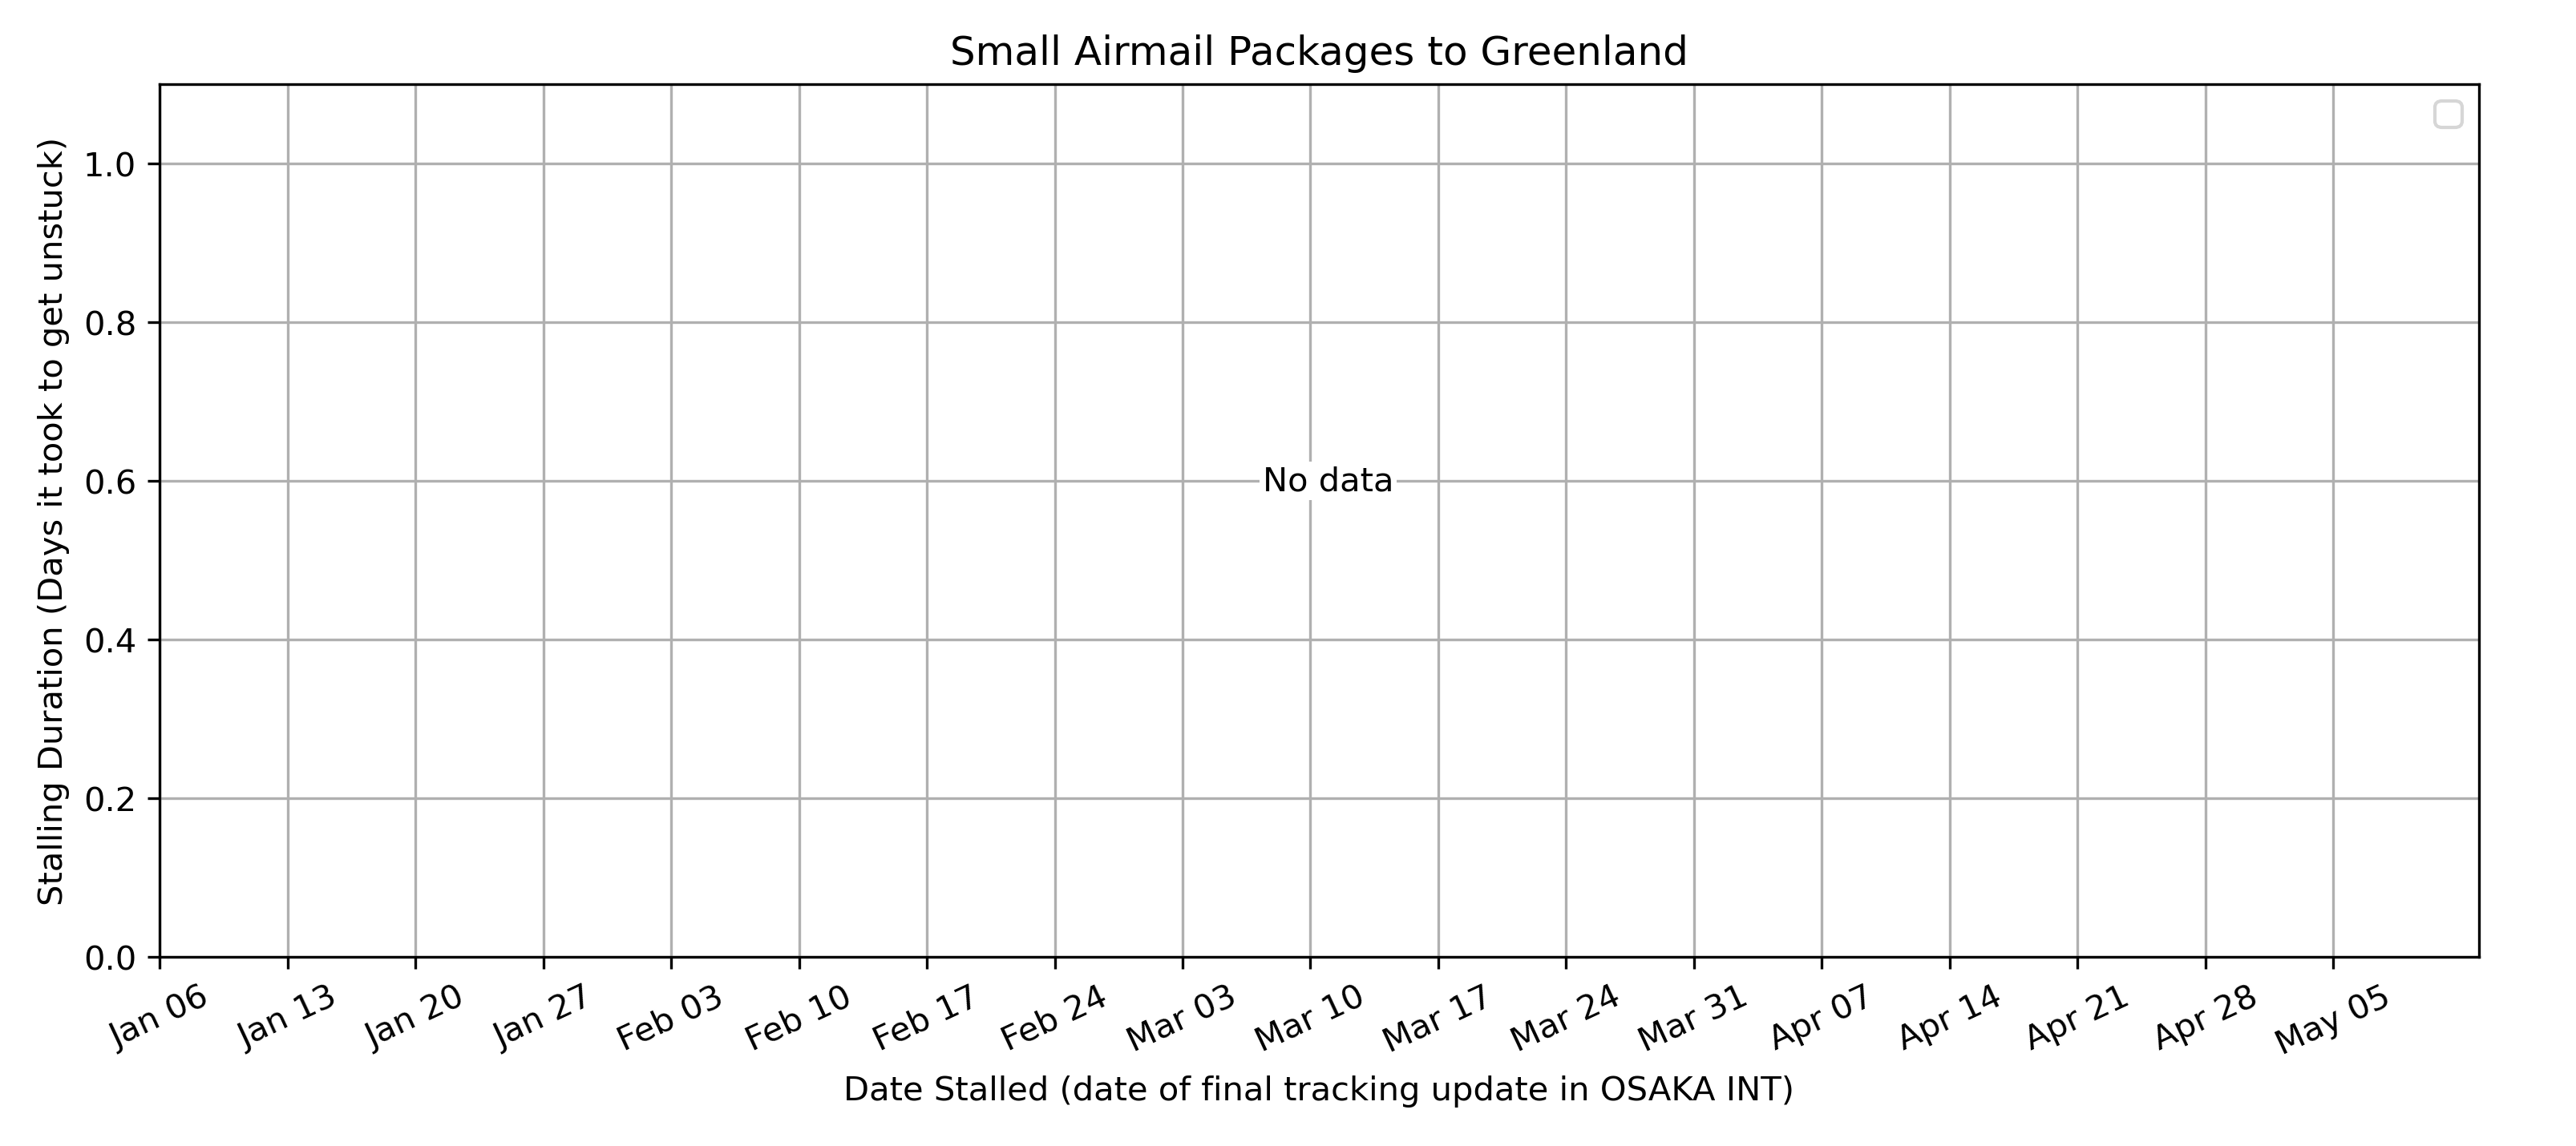 Small Airmail Packages to Greenland
Stalling Duration (Days it took to get unstuck)
1.0
0.8
0.6
0.4
0.2
0.0
No data
Jan 06 Jan 13 Jan 20 Jan 27 Feb 03 Feb 10 Feb 17 Feb 24 Mar 03 Mar 10 Mar 17 Mar 24 Mar 31 Apr 07 Apr 14 Apr 21 Apr 28 May 05
Date Stalled (date of final tracking update in OSAKA INT)